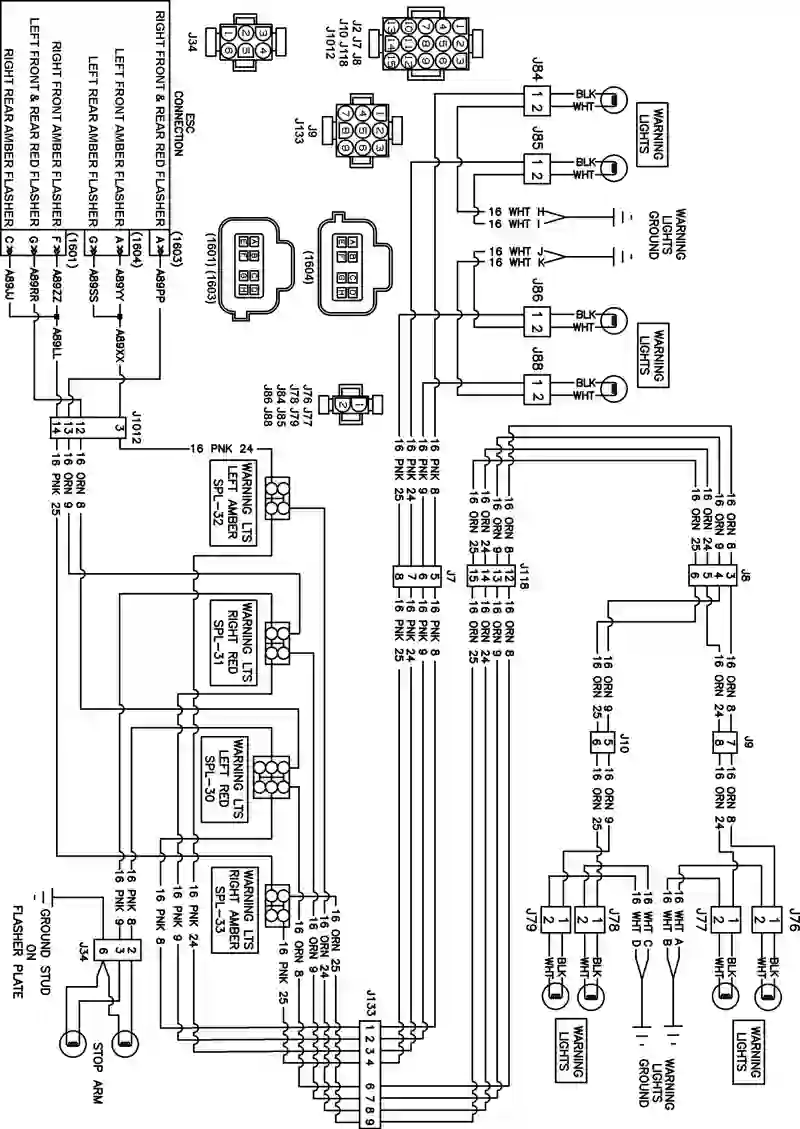 J34
J2 J7 J8
J10 J118
J1012
J9
J133
(1601) (1603)
(1604)
J76 J77
J78 J79
J84 J85
J86 J88
ESC
CONNECTION
RIGHT FRONT & REAR RED FLASHER
LEFT FRONT AMBER FLASHER
LEFT REAR AMBER FLASHER
RIGHT FRONT AMBER FLASHER
LEFT FRONT & REAR RED FLASHER
RIGHT REAR AMBER FLASHER
(1603)
A
A89PP
(1604)
A
A89YY
G
A89SS
A89XX
(1601)
F
A89ZZ
G
A89RR
C
A89JJ
A89LL
J1012
3
12
13
14
16 PNK 24
16 ORN 8
16 ORN 9
16 PNK 25
WARNING LTS
LEFT AMBER
SPL-32
WARNING LTS
RIGHT RED
SPL-31
WARNING LTS
LEFT RED
SPL-30
WARNING LTS
RIGHT AMBER
SPL-33
16 PNK 24
16 PNK 9
16 PNK 8
16 PNK 8
16 PNK 9
J34
2
3
6
GROUND STUD
ON
FLASHER PLATE
STOP ARM
16 ORN 25
16 ORN 24
16 ORN 9
16 ORN 8
16 PNK 25
J133
1
2
3
4
6
7
8
9
J84
1
2
BLK
WHT
WARNING
LIGHTS
J85
1
2
BLK
WHT
16 WHT H
16 WHT I
WARNING
LIGHTS
GROUND
16 WHT J
16 WHT K
J86
1
2
BLK
WHT
WARNING
LIGHTS
J88
1
2
BLK
WHT
16 PNK 8
16 PNK 9
16 PNK 24
16 PNK 25
J7
5
6
7
8
16 PNK 8
16 PNK 9
16 PNK 24
16 PNK 25
16 ORN 8
16 ORN 9
16 ORN 24
16 ORN 25
J118
12
13
14
15
16 ORN 8
16 ORN 9
16 ORN 24
16 ORN 25
16 ORN 8
16 ORN 9
16 ORN 24
16 ORN 25
J8
3
4
5
6
16 ORN 8
16 ORN 24
J9
7
8
16 ORN 8
16 ORN 24
16 ORN 9
16 ORN 25
J10
5
6
16 ORN 9
16 ORN 25
J76
1
2
BLK
WHT
J77
1
2
BLK
WHT
WARNING
LIGHTS
16 WHT A
16 WHT B
16 WHT C
16 WHT D
WARNING
LIGHTS
GROUND
J78
1
2
BLK
WHT
J79
1
2
BLK
WHT
WARNING
LIGHTS